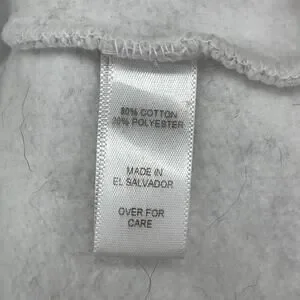 80% COTTON
20% POLYESTER
MADE IN
EL SALVADOR
OVER FOR
CARE